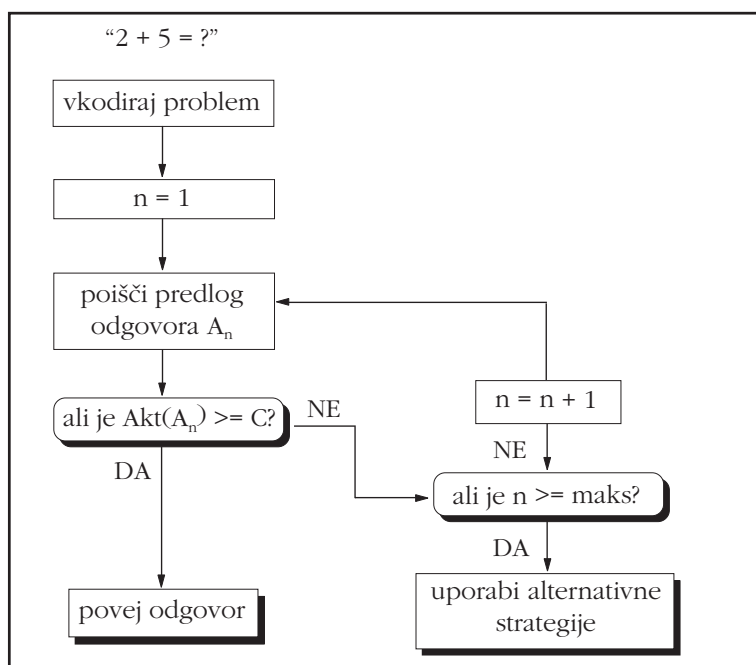 “2 + 5 = ?”
vkodiraj problem
n = 1
poišči predlog
odgovora Aₙ
ali je Akt(Aₙ) >= C?
NE
DA
povej odgovor
n = n + 1
NE
ali je n >= maks?
DA
uporabi alternativne
strategije